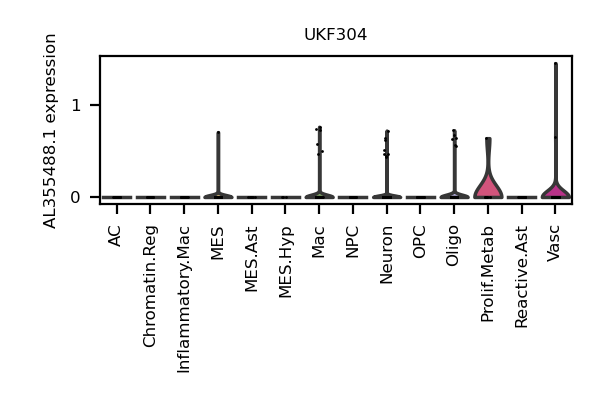 UKF304
AL355488.1 expression
1
0
AC
Chromatin.Reg
Inflammatory.Mac
MES
MES.Ast
MES.Hyp
Mac
NPC
Neuron
OPC
Oligo
Prolif.Metab
Reactive.Ast
Vasc